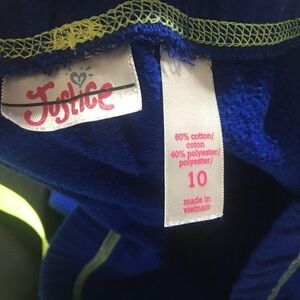 Justice
60% cotton/
coton
40% polyester/
polyester/
10
made in
vietnam